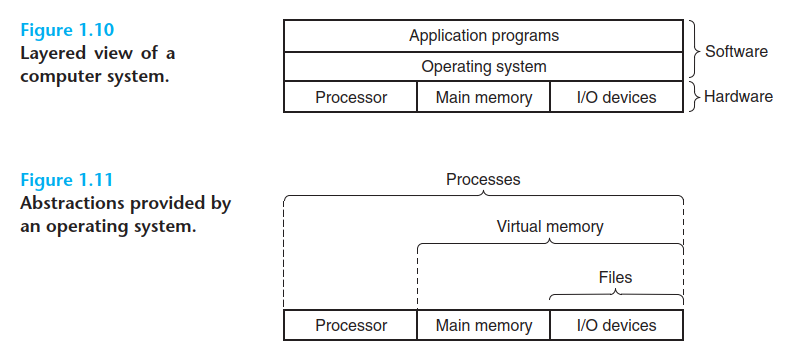 Figure 1.10
Layered view of a
computer system.
Application programs
Operating system
Processor
Main memory
I/O devices
Software
Hardware
Figure 1.11
Abstractions provided by
an operating system.
Processes
Virtual memory
Files
Processor
Main memory
I/O devices